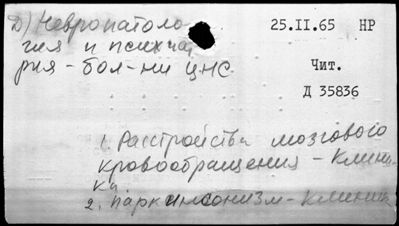 Д) Невропатоло-
гия и психиа
рия - бол-ни ЦНС.
25.II.65 НР
Чит.
Д 35836
1. Расстройства мозгового
кровообращения - Клини-
ка
2. паркинсонизм - клиника